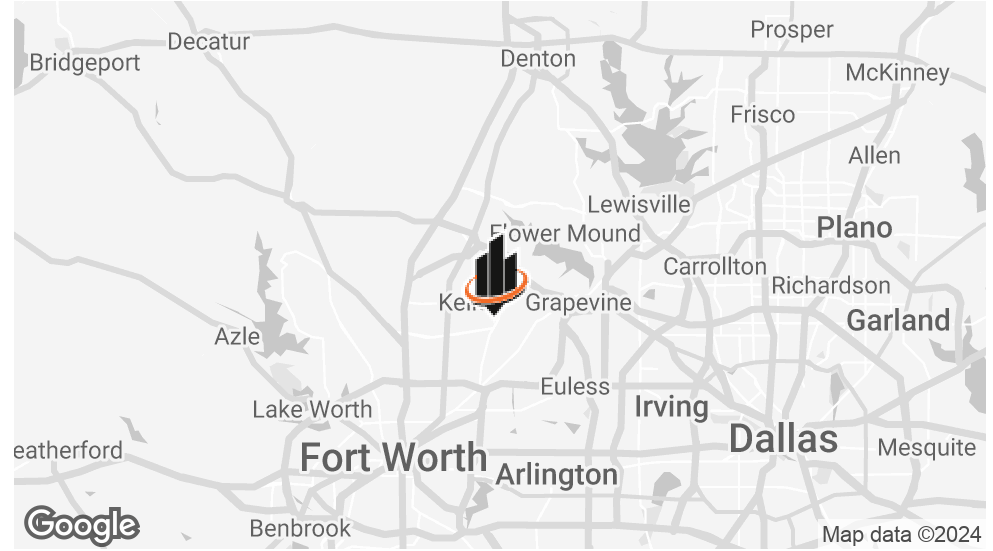 Prosper
Decatur
Denton
Bridgeport
McKinney
Frisco
Allen
Lewisville
Plano
Flower Mound
Carrollton
Richardson
Grapevine
Garland
Azle
Euless
Lake Worth
Irving
Dallas
eatherford
Mesquite
Fort Worth
Arlington
Google
Benbrook
Map data ©2024